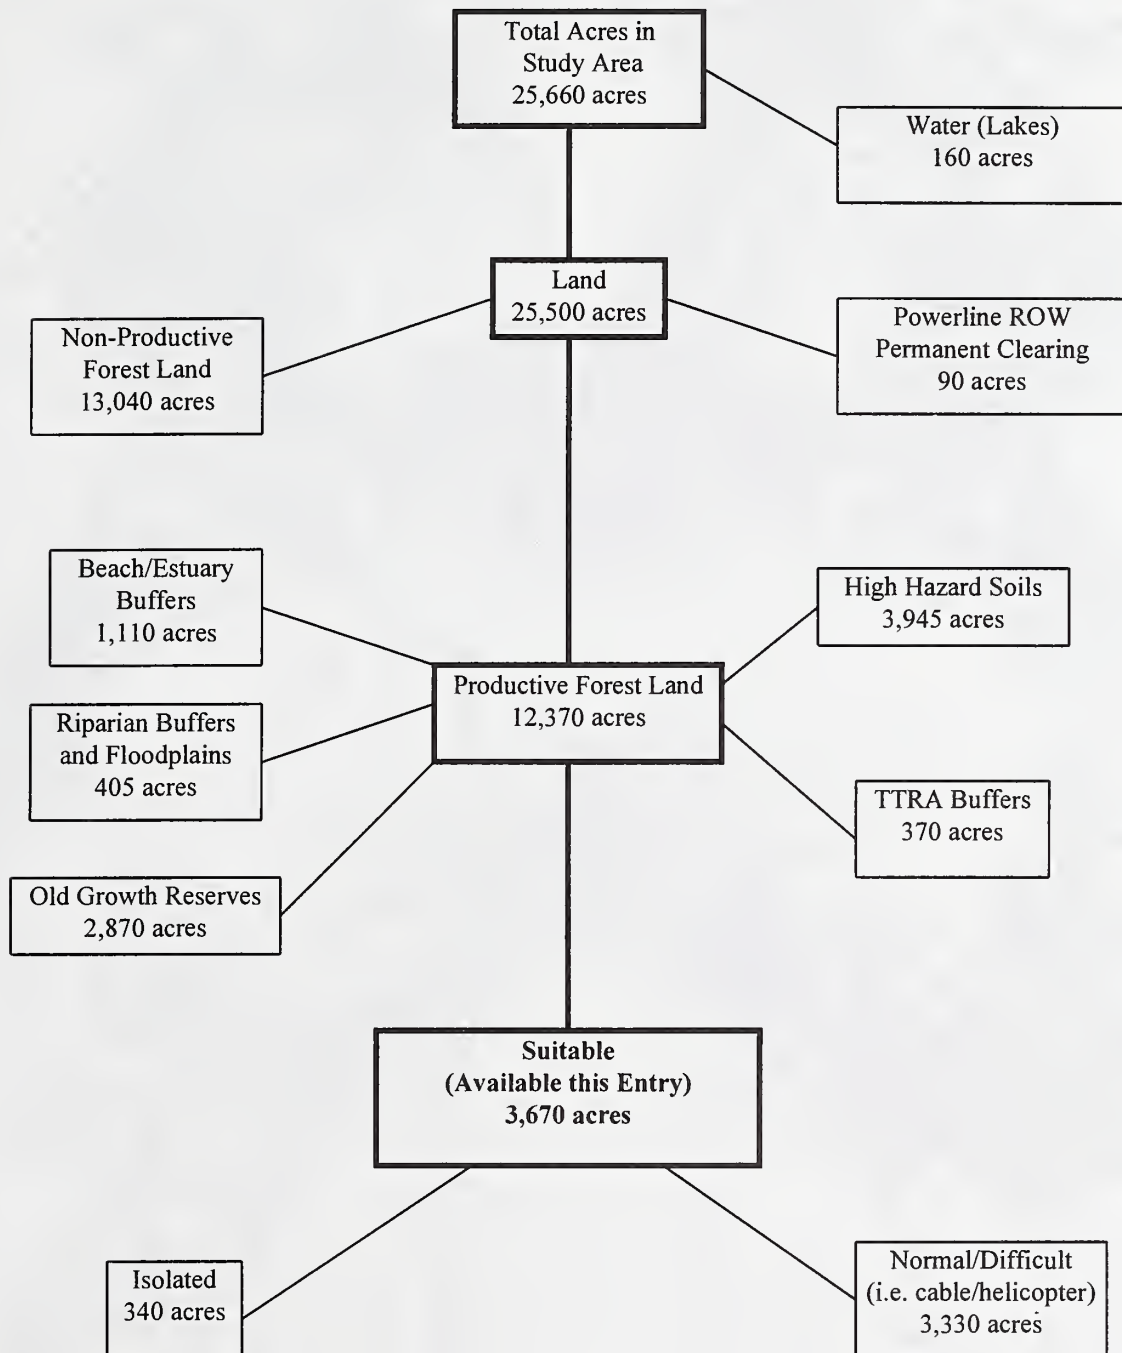 Total Acres in
Study Area
25,660 acres
Water (Lakes)
160 acres
Land
25,500 acres
Non-Productive
Forest Land
13,040 acres
Powerline ROW
Permanent Clearing
90 acres
Beach/Estuary
Buffers
1,110 acres
High Hazard Soils
3,945 acres
Productive Forest Land
12,370 acres
Riparian Buffers
and Floodplains
405 acres
TTRA Buffers
370 acres
Old Growth Reserves
2,870 acres
Suitable
(Available this Entry)
3,670 acres
Isolated
340 acres
Normal/Difficult
(i.e. cable/helicopter)
3,330 acres